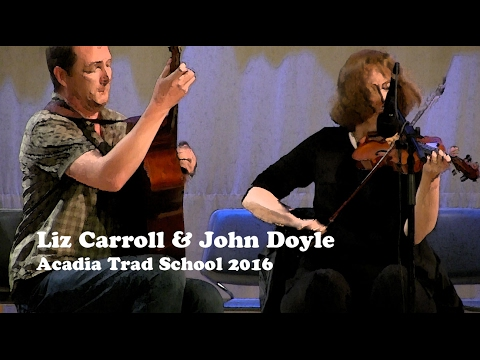 Liz Carroll & John Doyle
Acadia Trad School 2016